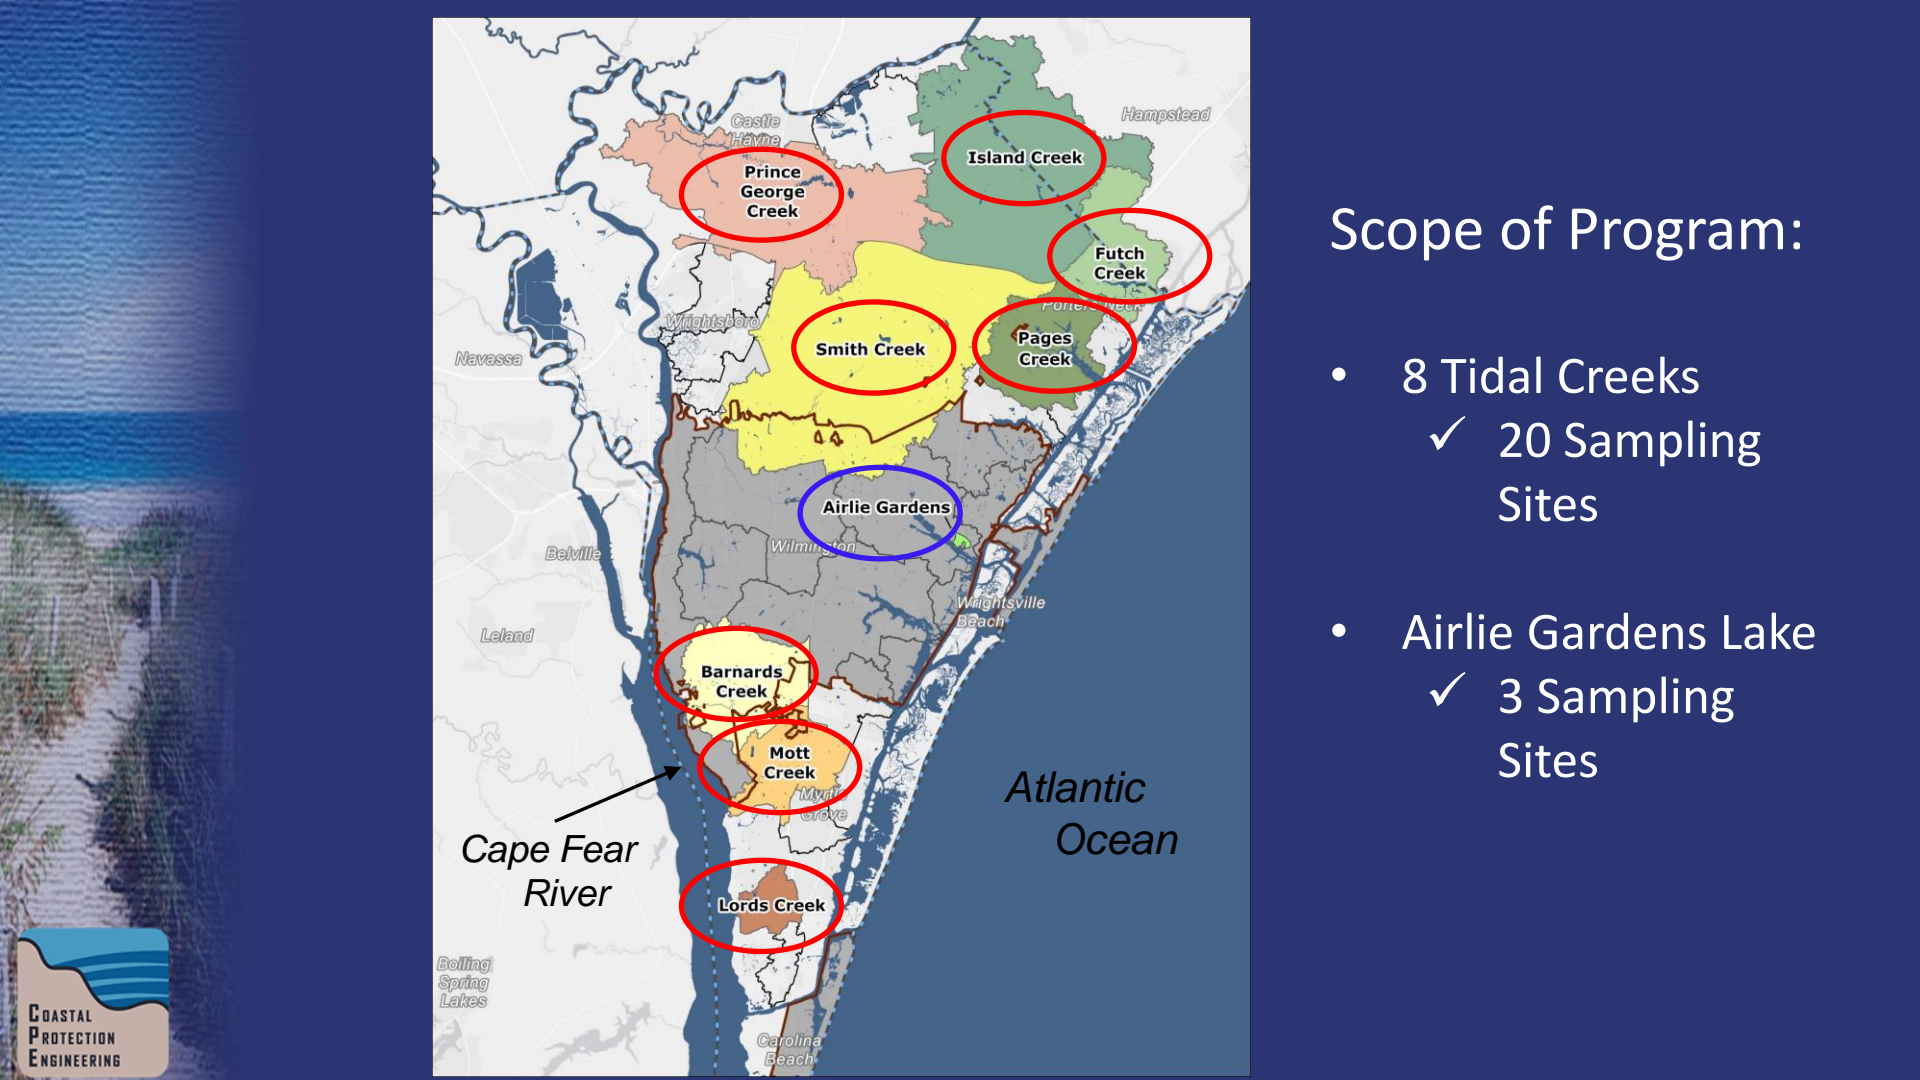 Castle
Hayne
Hampstead
Island Creek
Prince
George
Creek
Futch
Creek
Porters Neck
Wrightsboro
Navassa
Smith Creek
Pages
Creek
Airlie Gardens
Wilmington
Belville
Wrightsville
Beach
Leland
Barnards
Creek
Mott
Creek
Myrtle
Grove
Atlantic
Ocean
Cape Fear
River
Lords Creek
Boiling
Spring
Lakes
Carolina
Beach
Scope of Program:
• 8 Tidal Creeks
✓ 20 Sampling
Sites
• Airlie Gardens Lake
✓ 3 Sampling
Sites
COASTAL
PROTECTION
ENGINEERING